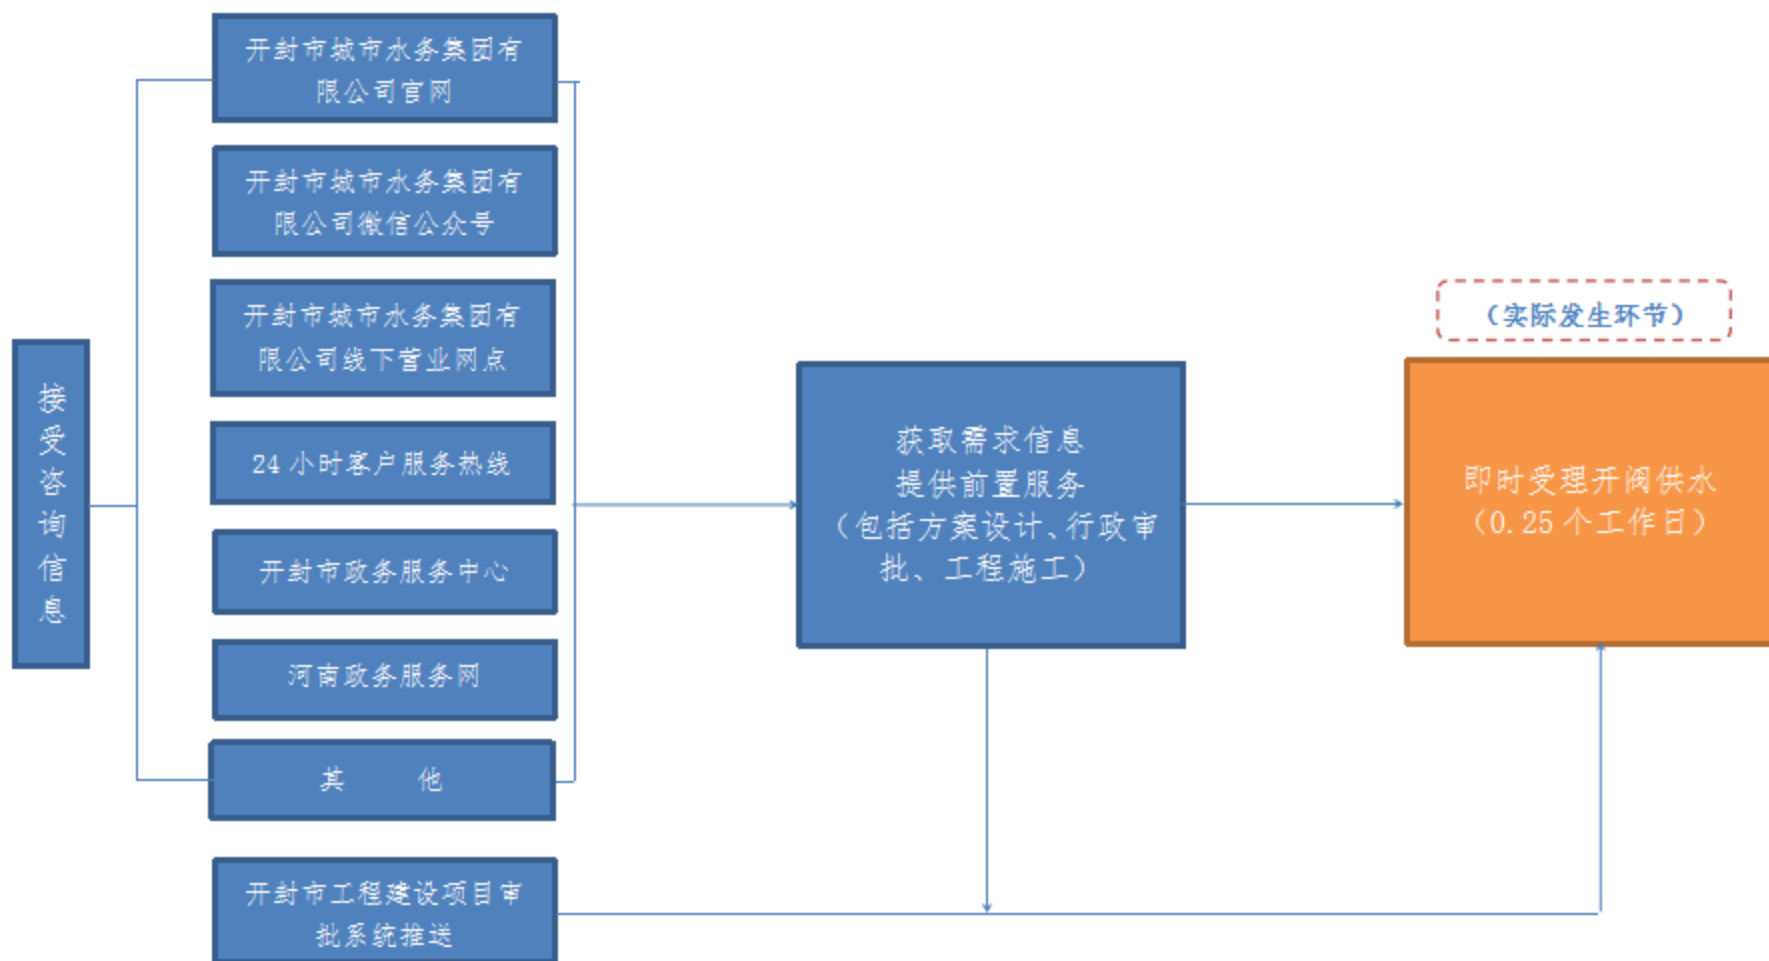 接
受
咨
询
信
息
开封市城市水务集团有
限公司官网
开封市城市水务集团有
限公司微信公众号
开封市城市水务集团有
限公司线下营业网点
24小时客户服务热线
开封市政务服务中心
河南政务服务网
其 他
开封市工程建设项目审
批系统推送
获取需求信息
提供前置服务
（包括方案设计、行政审
批、工程施工）
（实际发生环节）
即时受理开阀供水
（0.25个工作日）